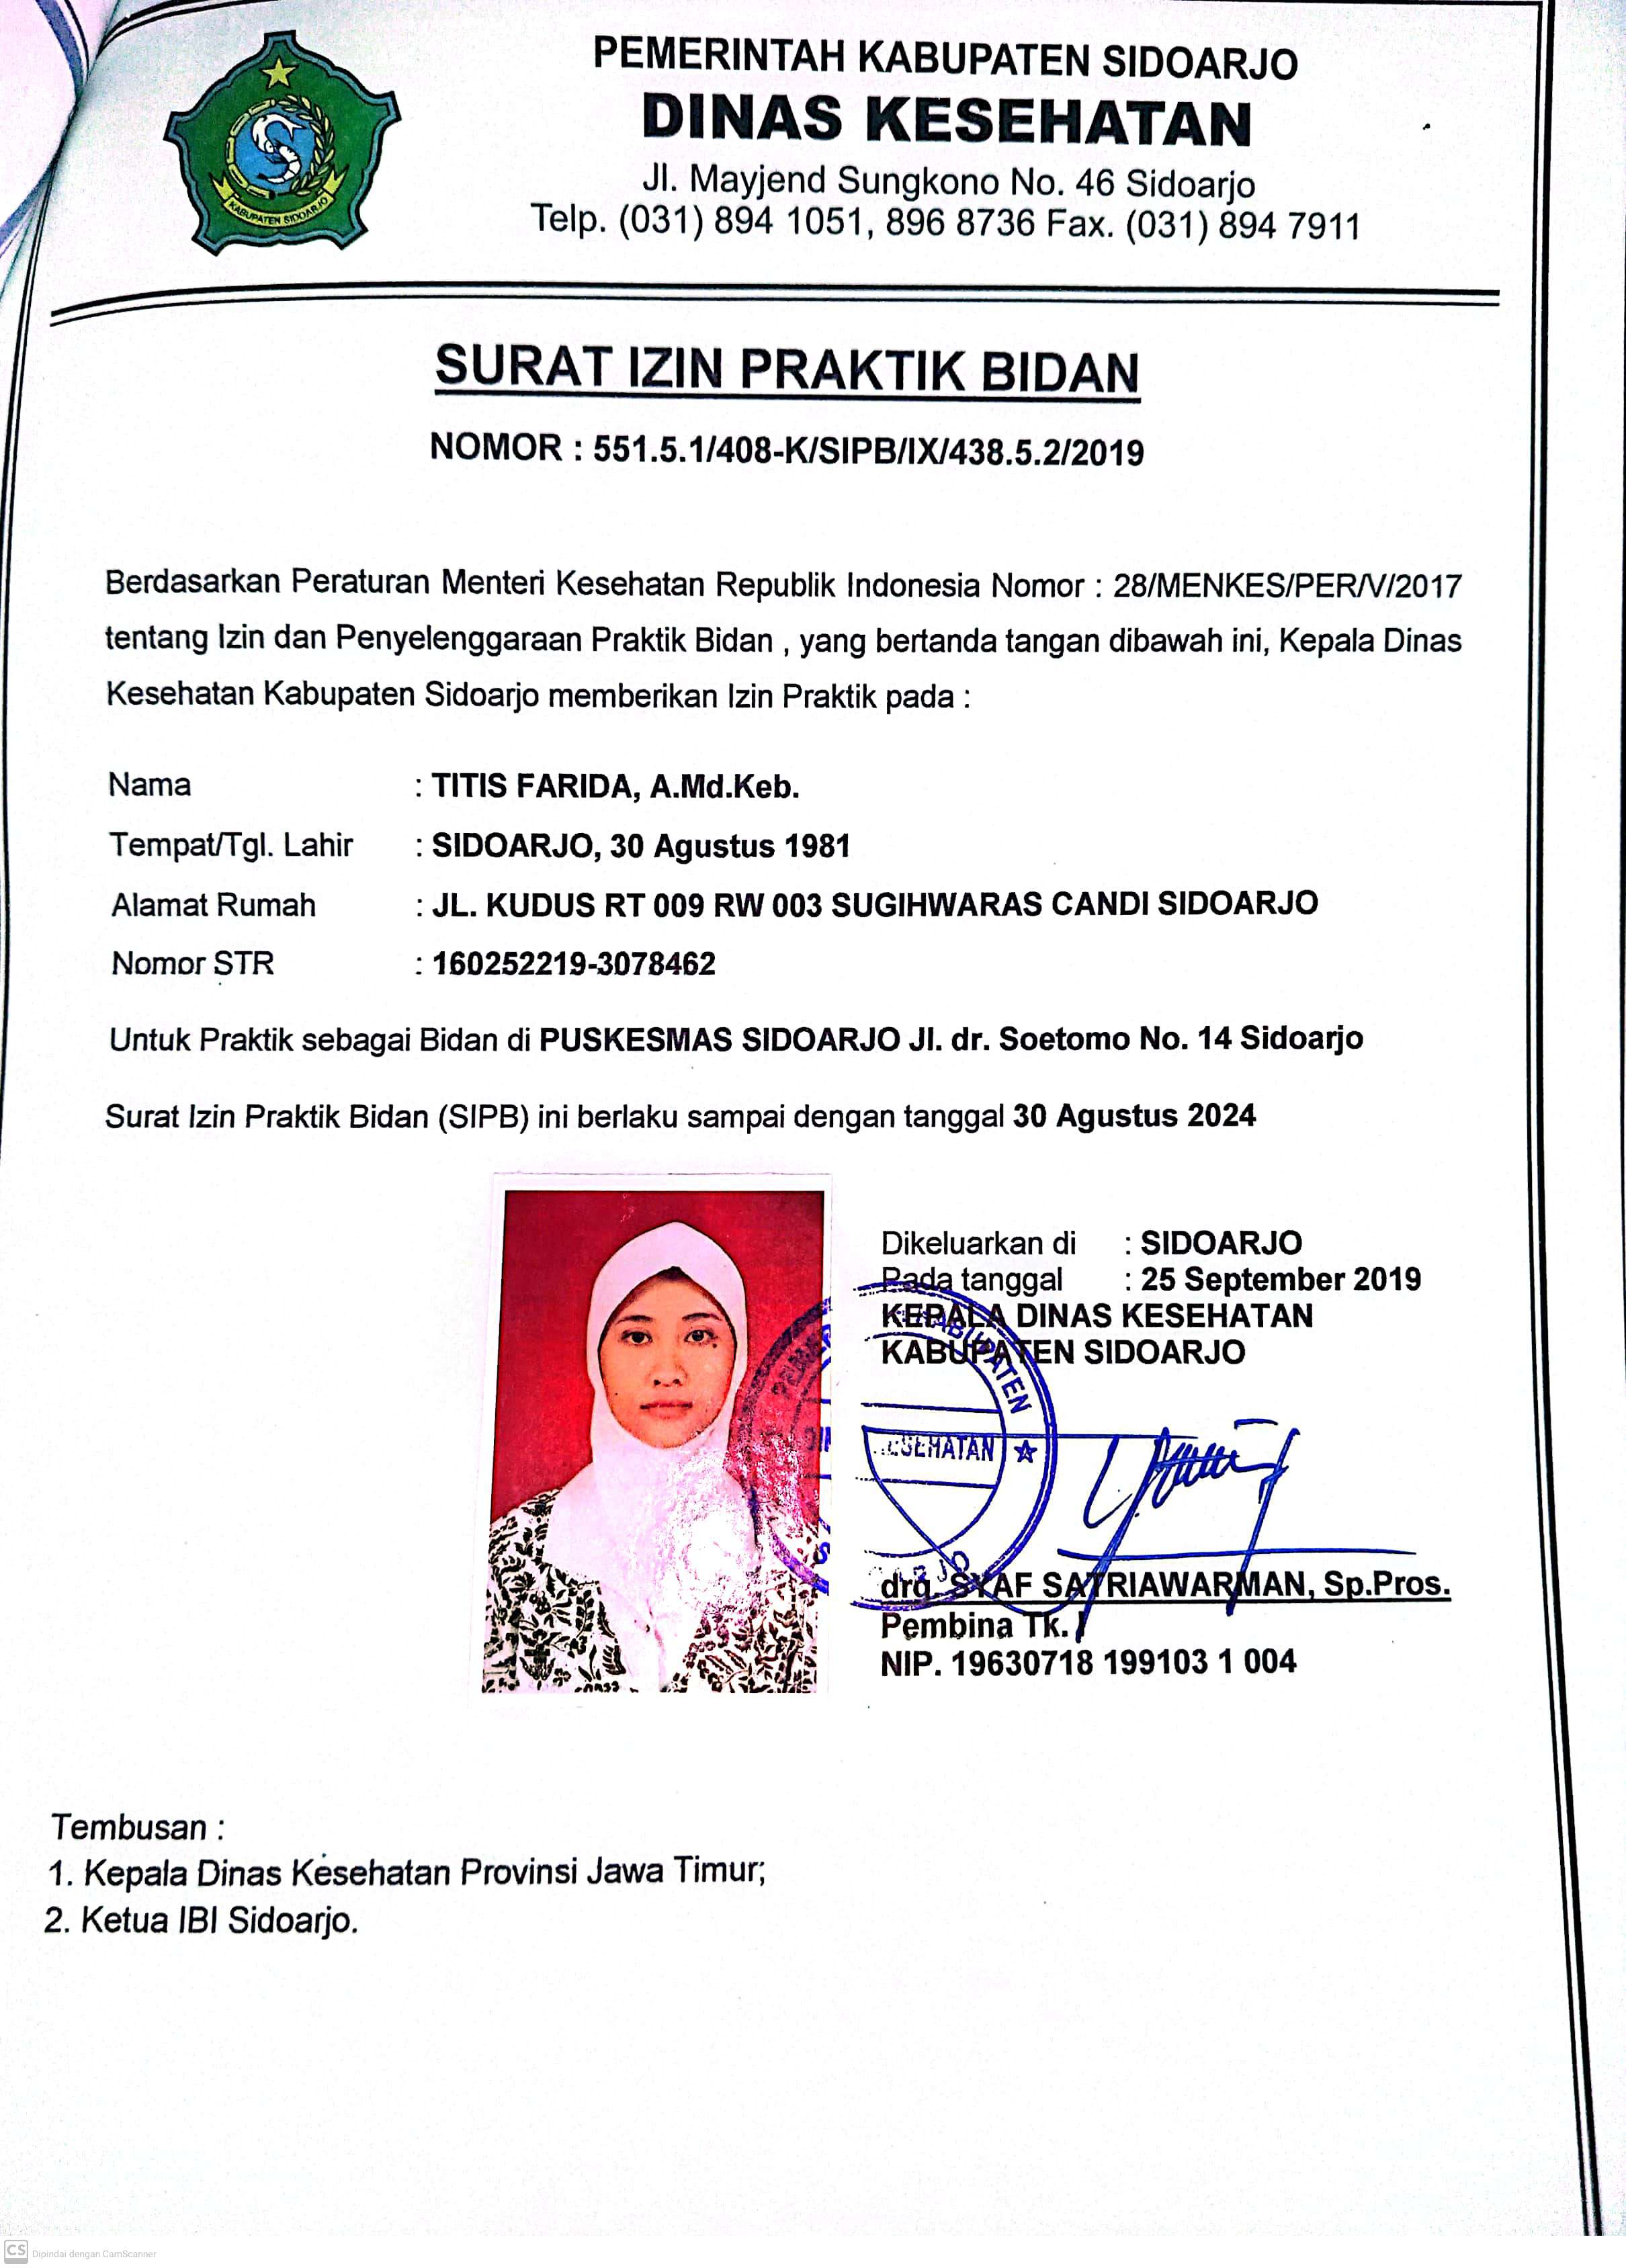 PEMERINTAH KABUPATEN SIDOARJO
DINAS KESEHATAN
Jl. Mayjend Sungkono No. 46 Sidoarjo
Telp. (031) 894 1051, 896 8736 Fax. (031) 894 7911
KABUPATEN SIDOARJO
SURAT IZIN PRAKTIK BIDAN
NOMOR : 551.5.1/408-K/SIPB/IX/438.5.2/2019
Berdasarkan Peraturan Menteri Kesehatan Republik Indonesia Nomor : 28/MENKES/PER/V/2017
tentang Izin dan Penyelenggaraan Praktik Bidan , yang bertanda tangan dibawah ini, Kepala Dinas
Kesehatan Kabupaten Sidoarjo memberikan Izin Praktik pada :
Nama : TITIS FARIDA, A.Md.Keb.
Tempat/Tgl. Lahir : SIDOARJO, 30 Agustus 1981
Alamat Rumah : JL. KUDUS RT 009 RW 003 SUGIHWARAS CANDI SIDOARJO
Nomor STR : 160252219-3078462
Untuk Praktik sebagai Bidan di PUSKESMAS SIDOARJO Jl. dr. Soetomo No. 14 Sidoarjo
Surat Izin Praktik Bidan (SIPB) ini berlaku sampai dengan tanggal 30 Agustus 2024
Dikeluarkan di : SIDOARJO
Pada tanggal : 25 September 2019
KEPALA DINAS KESEHATAN
KABUPATEN SIDOARJO
KABUPATEN
drg. SYAF SATRIAWARMAN, Sp.Pros.
Pembina Tk. I
NIP. 19630718 199103 1 004
Tembusan :
1. Kepala Dinas Kesehatan Provinsi Jawa Timur;
2. Ketua IBI Sidoarjo.
CS Dipindai dengan CamScanner